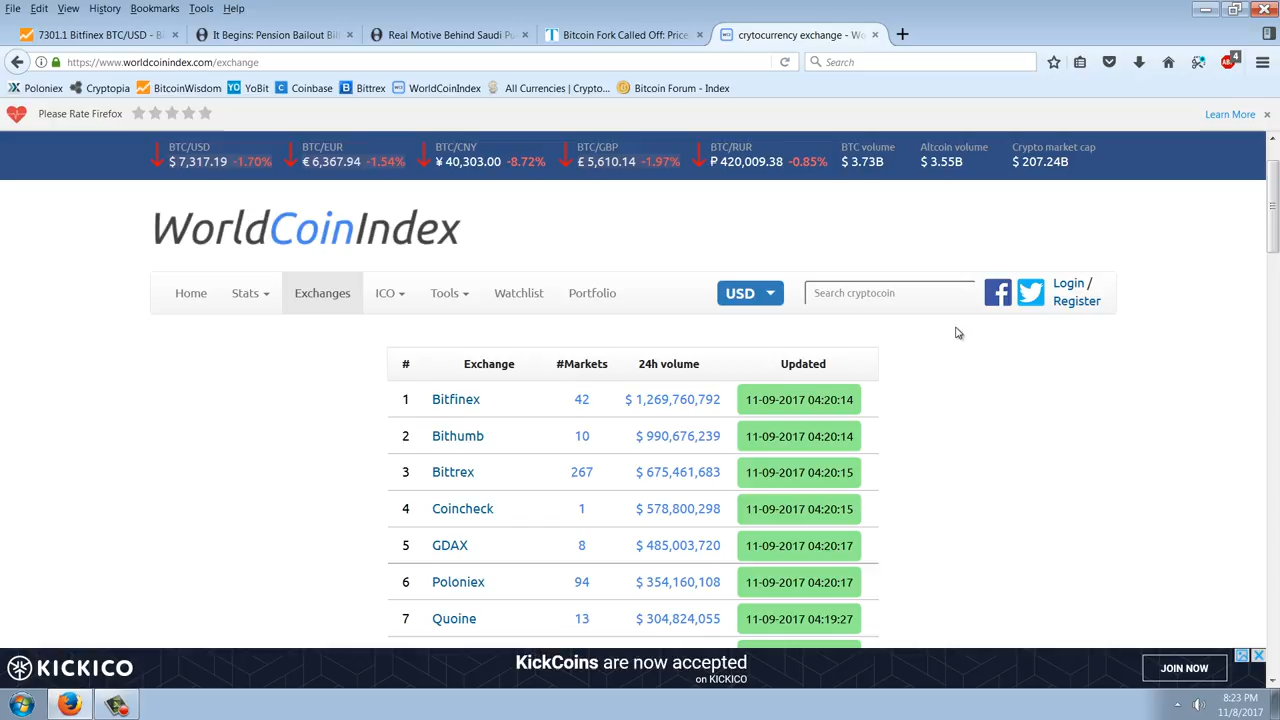 File Edit View History Bookmarks Tools Help
7301.1 Bitfinex BTC/USD - Bi × It Begins: Pension Bailout Bi × Real Motive Behind Saudi Pu × Bitcoin Fork Called Off: Price × crytocurrency exchange - Wo ×
https://www.worldcoinindex.com/exchange Search 4
Poloniex Cryptopia BitcoinWisdom YoBit Coinbase Bittrex WorldCoinIndex All Currencies | Crypto... Bitcoin Forum - Index
Please Rate Firefox Learn More ×
BTC/USD BTC/EUR BTC/CNY BTC/GBP BTC/RUR BTC volume Altcoin volume Crypto market cap
$ 7,317.19 -1.70% € 6,367.94 -1.54% ¥ 40,303.00 -8.72% £ 5,610.14 -1.97% ₽ 420,009.38 -0.85% $ 3.73B $ 3.55B $ 207.24B
WorldCoinIndex
Home Stats Exchanges ICO Tools Watchlist Portfolio USD Search cryptocoin Login / Register
# Exchange #Markets 24h volume Updated
1 Bitfinex 42 $ 1,269,760,792 11-09-2017 04:20:14
2 Bithumb 10 $ 990,676,239 11-09-2017 04:20:14
3 Bittrex 267 $ 675,461,683 11-09-2017 04:20:15
4 Coincheck 1 $ 578,800,298 11-09-2017 04:20:15
5 GDAX 8 $ 485,003,720 11-09-2017 04:20:17
6 Poloniex 94 $ 354,160,108 11-09-2017 04:20:17
7 Quoine 13 $ 304,824,055 11-09-2017 04:19:27
KICKICO KickCoins are now accepted JOIN NOW
on KICKICO
8:23 PM
11/8/2017